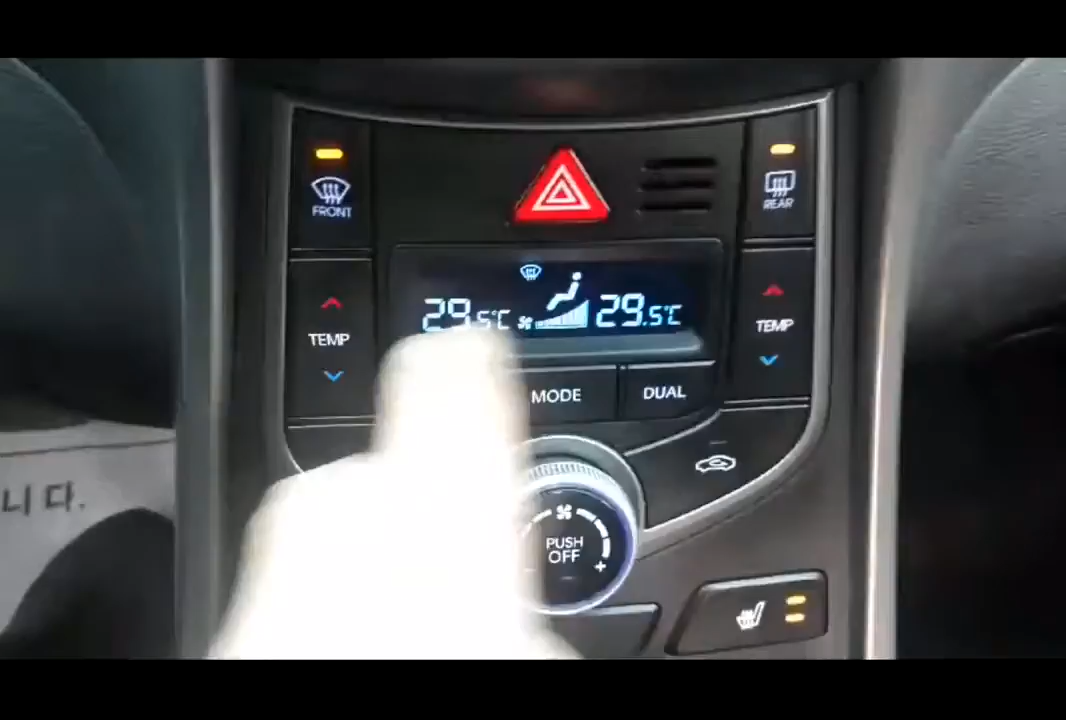 FRONT
REAR
29.5°C
29.5°C
TEMP
TEMP
MODE
DUAL
니다.
PUSH
OFF
- +